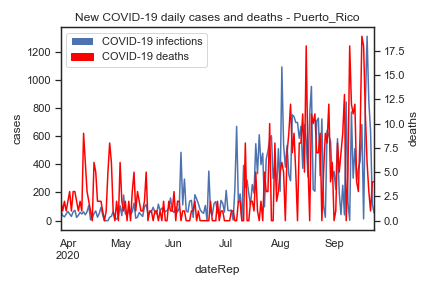 New COVID-19 daily cases and deaths - Puerto_Rico
COVID-19 infections
COVID-19 deaths
1200
1000
800
600
400
200
0
cases
17.5
15.0
12.5
10.0
7.5
5.0
2.5
0.0
deaths
Apr May Jun Jul Aug Sep
2020
dateRep